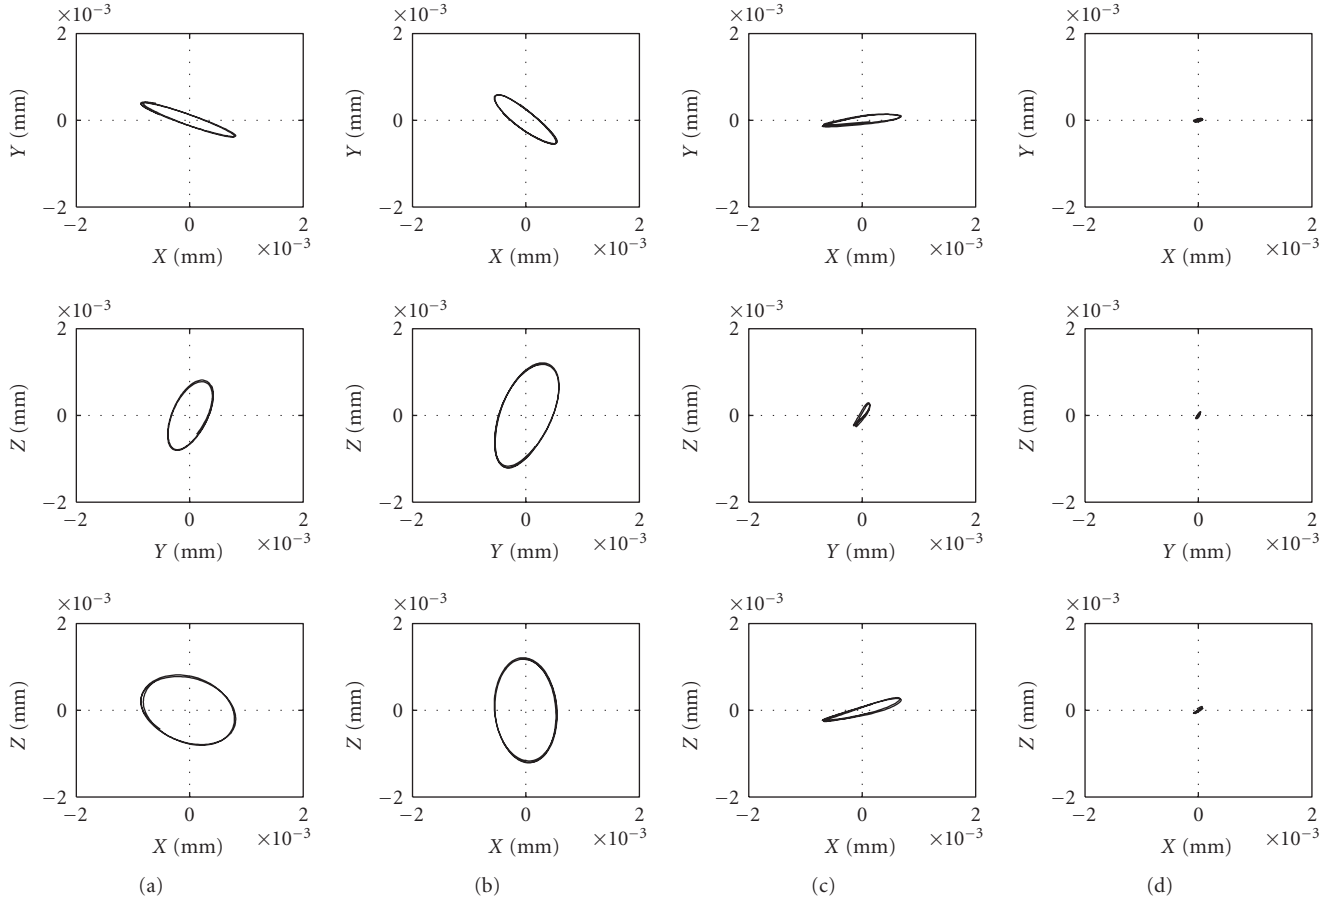 ×10−3 ×10−3 ×10−3 ×10−3
2 2 2 2
Y (mm) Y (mm) Y (mm) Y (mm)
0 0 0 0
−2 −2 −2 −2
−2 0 2 −2 0 2 −2 0 2 −2 0 2
X (mm) ×10−3 X (mm) ×10−3 X (mm) ×10−3 X (mm) ×10−3
×10−3 ×10−3 ×10−3 ×10−3
2 2 2 2
Z (mm) Z (mm) Z (mm) Z (mm)
0 0 0 0
−2 −2 −2 −2
−2 0 2 −2 0 2 −2 0 2 −2 0 2
Y (mm) ×10−3 Y (mm) ×10−3 Y (mm) ×10−3 Y (mm) ×10−3
×10−3 ×10−3 ×10−3 ×10−3
2 2 2 2
Z (mm) Z (mm) Z (mm) Z (mm)
0 0 0 0
−2 −2 −2 −2
−2 0 2 −2 0 2 −2 0 2 −2 0 2
X (mm) ×10−3 X (mm) ×10−3 X (mm) ×10−3 X (mm) ×10−3
(a) (b) (c) (d)